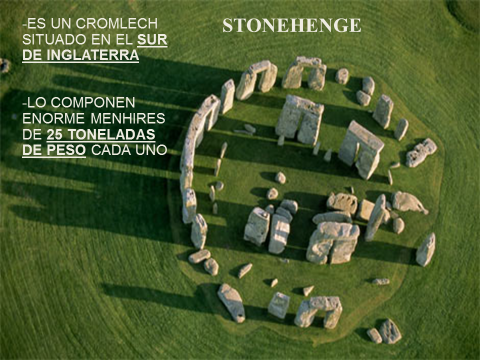 STONEHENGE
-ES UN CROMLECH
SITUADO EN EL SUR
DE INGLATERRA
-LO COMPONEN
ENORME MENHIRES
DE 25 TONELADAS
DE PESO CADA UNO